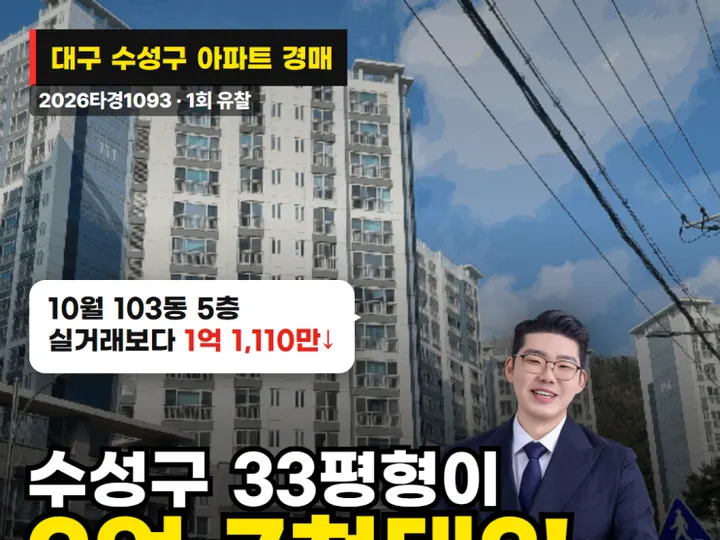 대구 수성구 아파트 경매
2026타경1093 · 1회 유찰
10월 103동 5층
실거래보다 1억 1,110만↓
수성구 33평형이